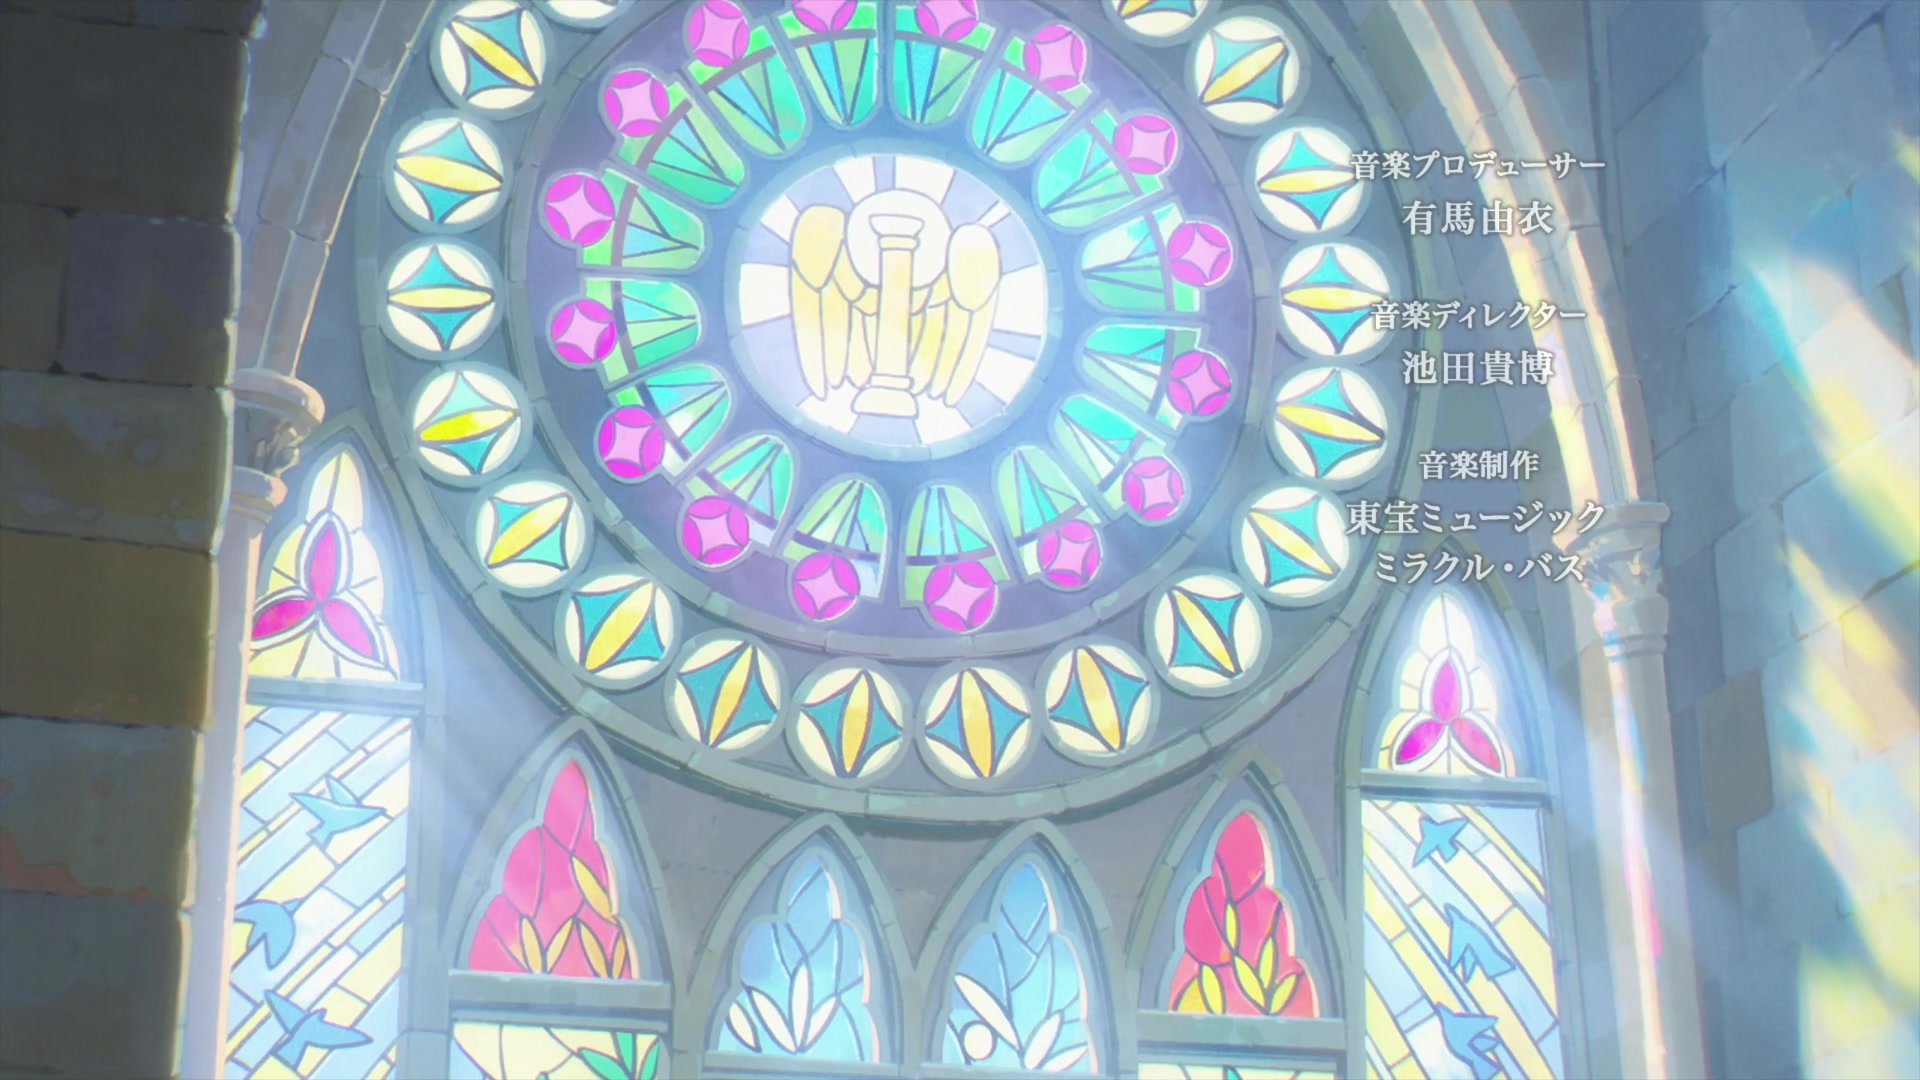 音楽プロデューサー
有馬由衣
音楽ディレクター
池田貴博
音楽制作
東宝ミュージック
ミラクル・バス